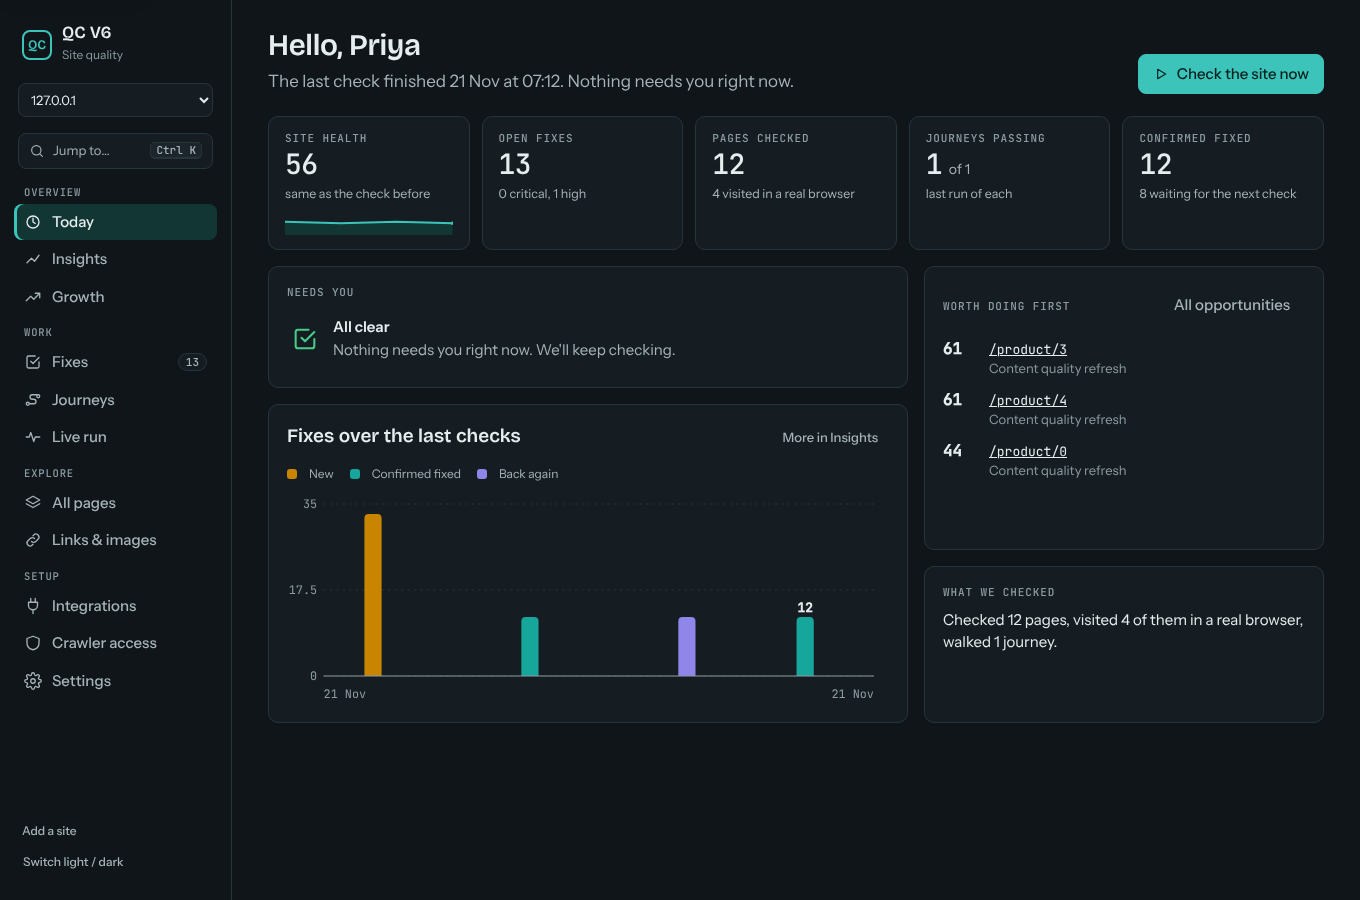 QC
QC V6
Site quality
127.0.0.1
Jump to...
Ctrl K
OVERVIEW
Today
Insights
Growth
WORK
Fixes
13
Journeys
Live run
EXPLORE
All pages
Links & images
SETUP
Integrations
Crawler access
Settings
Add a site
Switch light / dark
Hello, Priya
The last check finished 21 Nov at 07:12. Nothing needs you right now.
Check the site now
SITE HEALTH
56
same as the check before
OPEN FIXES
13
0 critical, 1 high
PAGES CHECKED
12
4 visited in a real browser
JOURNEYS PASSING
1 of 1
last run of each
CONFIRMED FIXED
12
8 waiting for the next check
NEEDS YOU
All clear
Nothing needs you right now. We'll keep checking.
Fixes over the last checks
More in Insights
New
Confirmed fixed
Back again
35
17.5
0
12
21 Nov
21 Nov
WORTH DOING FIRST
All opportunities
61
/product/3
Content quality refresh
61
/product/4
Content quality refresh
44
/product/0
Content quality refresh
WHAT WE CHECKED
Checked 12 pages, visited 4 of them in a real browser,
walked 1 journey.